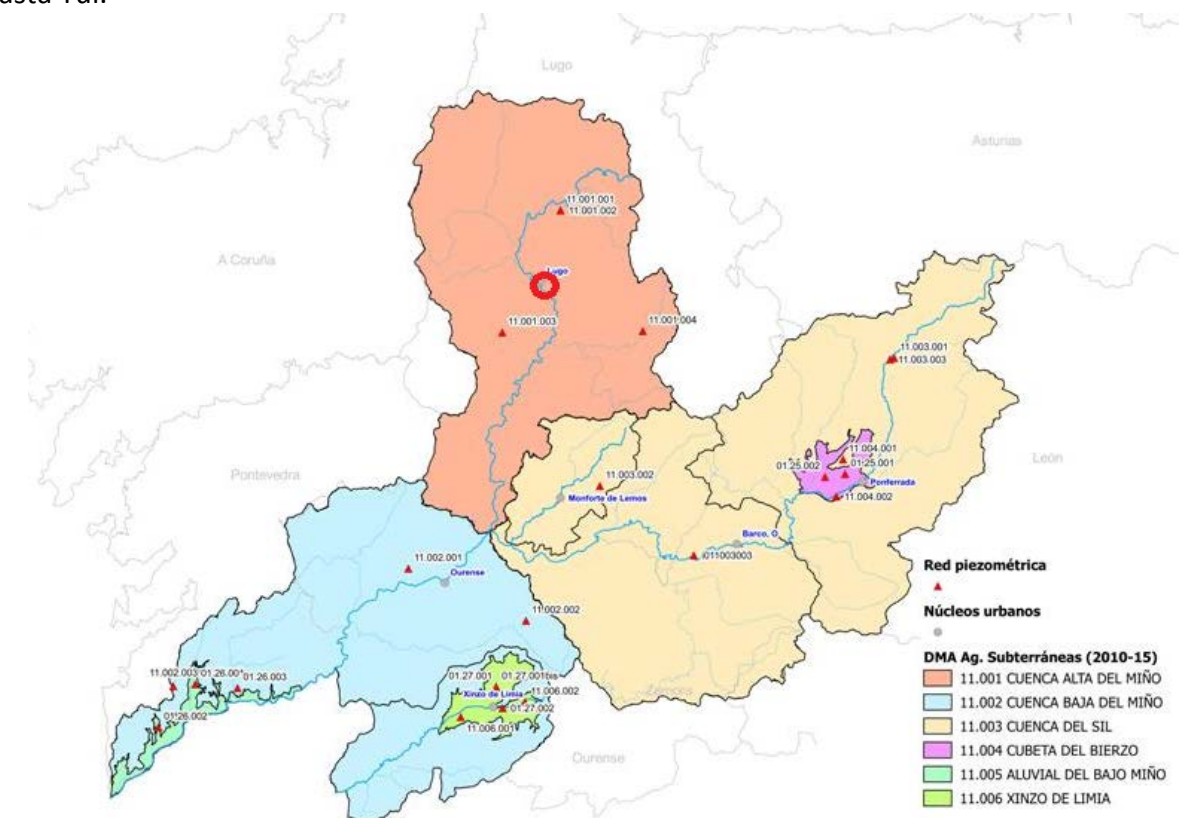 Lugo
Asturias
11.001.001
11.001.002
A Coruña
Lugo
11.001.003
11.001.004
11.003.001
11.003.003
León
Pontevedra
11.004.001
01.25.002
01.25.001
11.003.002
Ponferrada
Monforte de Lemos
11.004.002
Barco, O
011003003
11.002.001
Ourense
Red piezométrica
Núcleos urbanos
11.002.002
DMA Ag. Subterráneas (2010-15)
11.001 CUENCA ALTA DEL MIÑO
11.002 CUENCA BAJA DEL MIÑO
11.003 CUENCA DEL SIL
11.004 CUBETA DEL BIERZO
11.005 ALUVIAL DEL BAJO MIÑO
11.006 XINZO DE LIMIA
11.002.003
01.26.003
01.27.001
01.27.001bis
Xinzo de Limia
11.006.002
01.27.002
01.26.002
11.006.001
Ourense